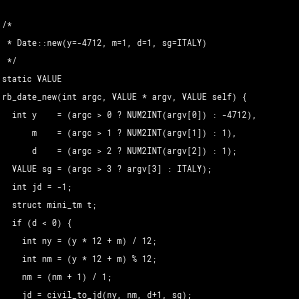 /*
 * Date::new(y=-4712, m=1, d=1, sg=ITALY)
 */
static VALUE
rb_date_new(int argc, VALUE * argv, VALUE self) {
  int y    = (argc > 0 ? NUM2INT(argv[0]) : -4712),
      m    = (argc > 1 ? NUM2INT(argv[1]) : 1),
      d    = (argc > 2 ? NUM2INT(argv[2]) : 1);
  VALUE sg = (argc > 3 ? argv[3] : ITALY);
  int jd = -1;
  struct mini_tm t;
  if (d < 0) {
    int ny = (y * 12 + m) / 12;
    int nm = (y * 12 + m) % 12;
    nm = (nm + 1) / 1;
    jd = civil_to_jd(ny, nm, d+1, sg);